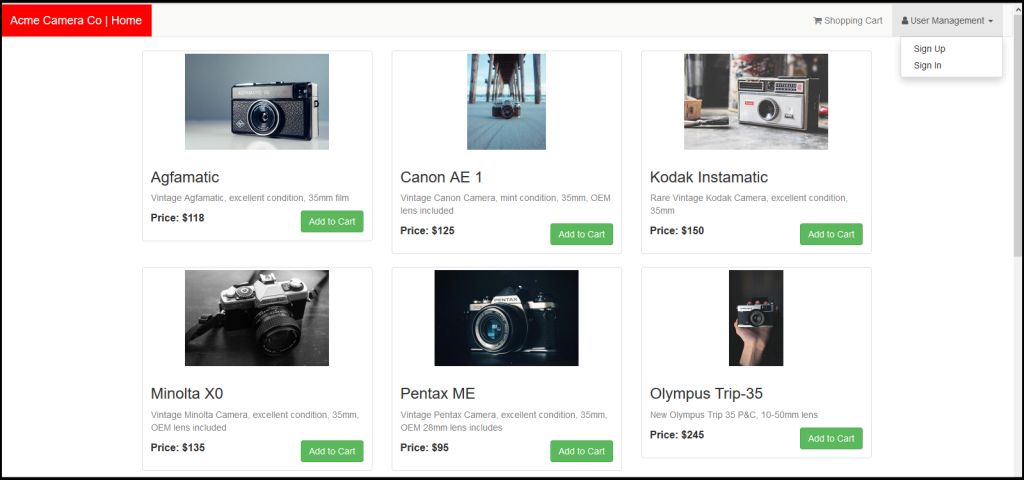 Acme Camera Co | Home
Shopping Cart
User Management
Sign Up
Sign In
Agfamatic
Vintage Agfamatic, excellent condition, 35mm film
Price: $118
Add to Cart
Canon AE 1
Vintage Canon Camera, mint condition, 35mm, OEM
lens included
Price: $125
Add to Cart
Kodak Instamatic
Rare Vintage Kodak Camera, excellent condition,
35mm
Price: $150
Add to Cart
Minolta X0
Vintage Minolta Camera, excellent condition, 35mm,
OEM lens included
Price: $135
Add to Cart
PENTAX
Pentax ME
Vintage Pentax Camera, excellent condition, 35mm,
OEM 28mm lens includes
Price: $95
Add to Cart
Olympus Trip-35
New Olympus Trip 35 P&C, 10-50mm lens
Price: $245
Add to Cart